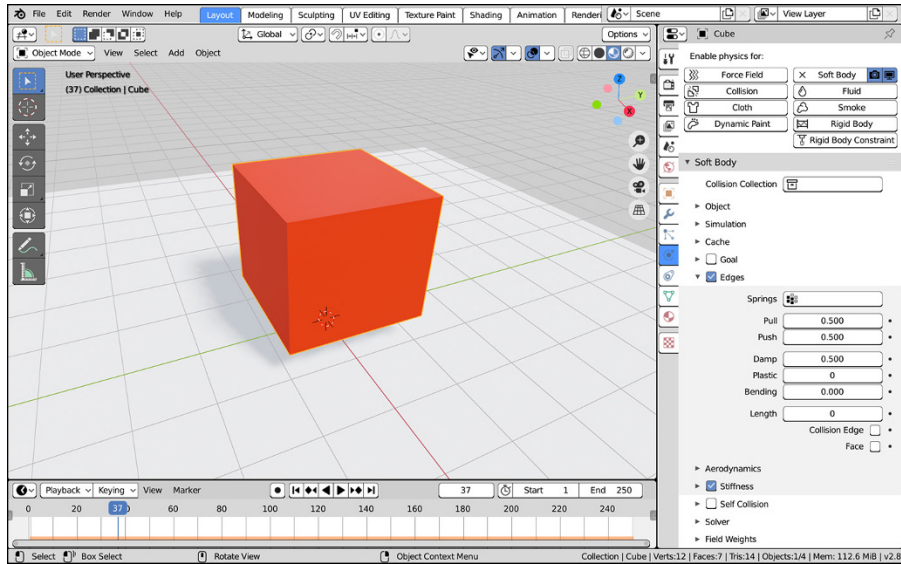 File Edit Render Window Help Layout Modeling Sculpting UV Editing Texture Paint Shading Animation Renderi Scene View Layer
Global Options Cube
Object Mode View Select Add Object
User Perspective
(37) Collection | Cube
Z
Y
X
Enable physics for:
Force Field Soft Body
Collision Fluid
Cloth Smoke
Dynamic Paint Rigid Body
Rigid Body Constraint
Soft Body
Collision Collection
Object
Simulation
Cache
Goal
Edges
Springs
Pull 0.500
Push 0.500
Damp 0.500
Plastic 0
Bending 0.000
Length 0
Collision Edge
Face
Aerodynamics
Stiffness
Self Collision
Solver
Field Weights
Playback Keying View Marker 37 Start 1 End 250
0 20 37 60 80 100 120 140 160 180 200 220 240
Select Box Select Rotate View Object Context Menu Collection | Cube | Verts:12 | Faces:7 | Tris:14 | Objects:1/4 | Mem: 112.6 MiB | v2.8